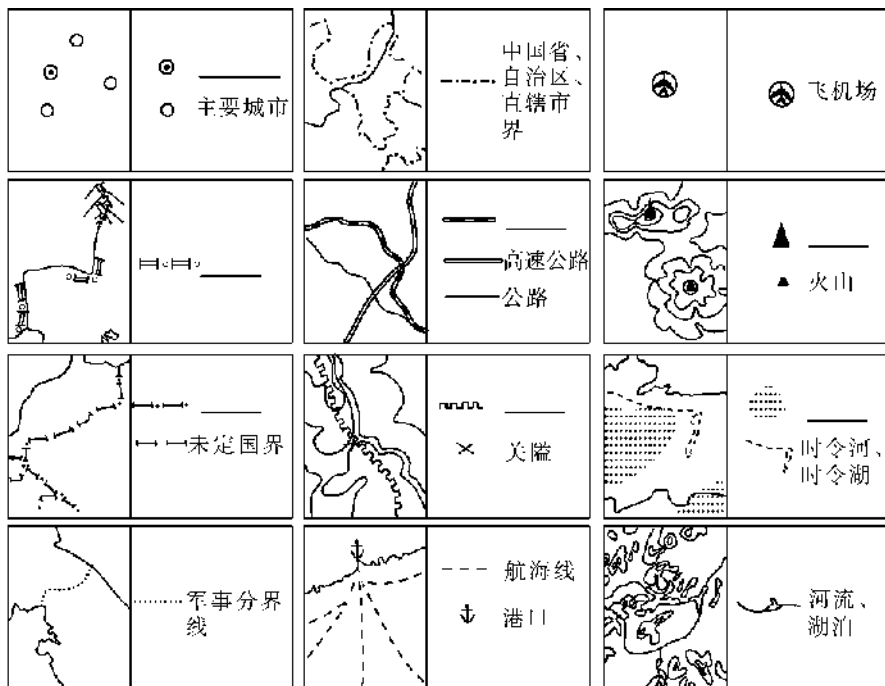 主要城市
中国省、
自治区、
直辖市
界
飞机场
高速公路
公路
火山
未定国界
关隘
时令河、
时令湖
军事分界
线
航海线
港口
河流、
湖泊